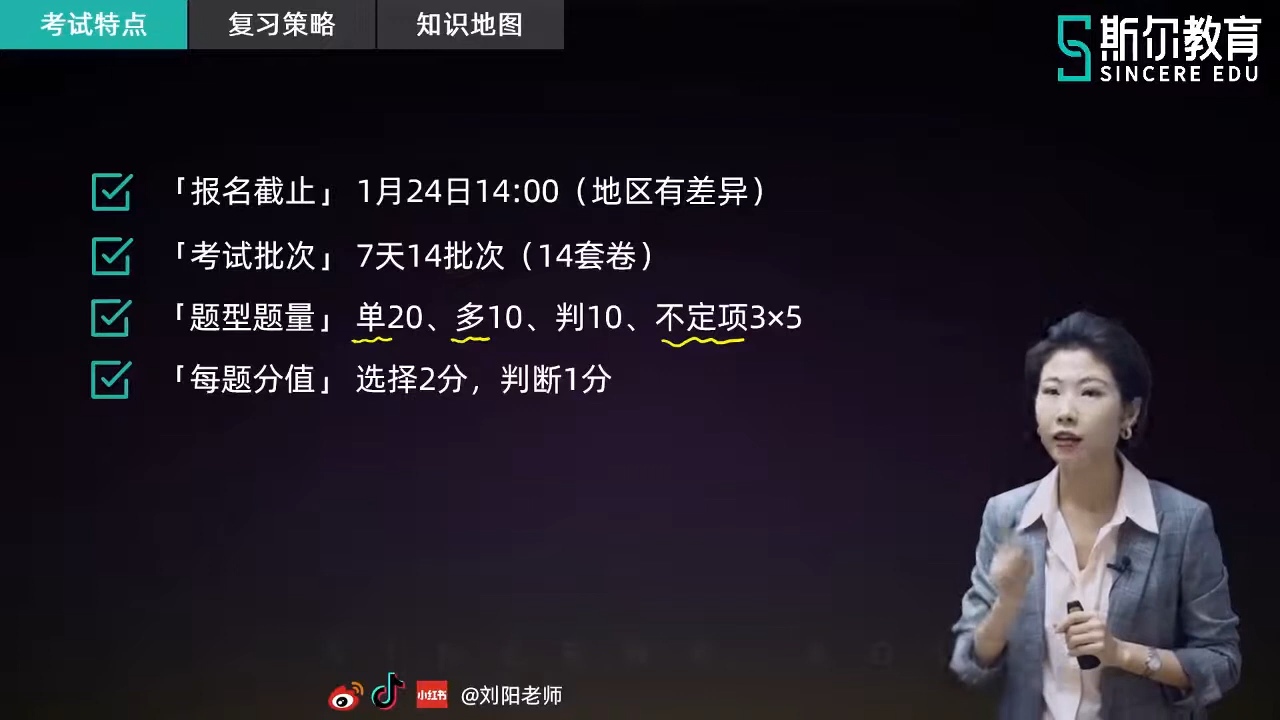 考试特点
复习策略
知识地图
斯尔教育
SINCERE EDU
「报名截止」 1月24日14:00（地区有差异）
「考试批次」 7天14批次（14套卷）
「题型题量」 单20、多10、判10、不定项3×5
「每题分值」 选择2分，判断1分
小红书
@刘阳老师